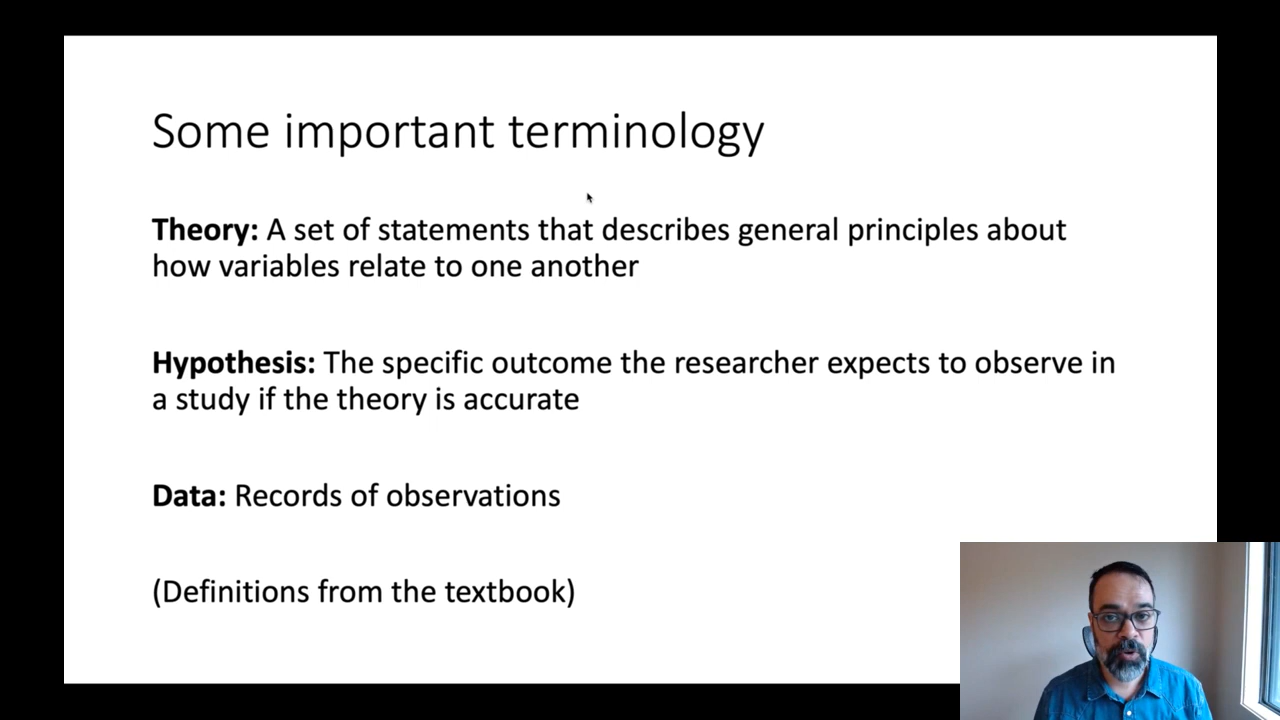 Some important terminology
Theory: A set of statements that describes general principles about
how variables relate to one another
Hypothesis: The specific outcome the researcher expects to observe in
a study if the theory is accurate
Data: Records of observations
(Definitions from the textbook)